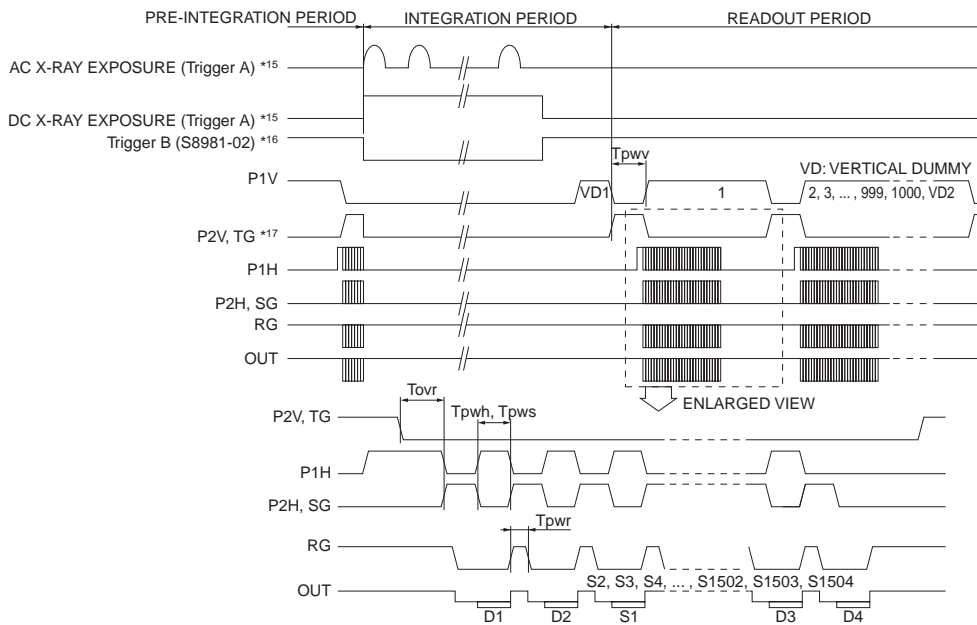 PRE-INTEGRATION PERIOD INTEGRATION PERIOD READOUT PERIOD
AC X-RAY EXPOSURE (Trigger A) *15
DC X-RAY EXPOSURE (Trigger A) *15
Trigger B (S8981-02) *16
Tpwv
VD: VERTICAL DUMMY
P1V
VD1 1 2, 3, ... , 999, 1000, VD2
P2V, TG *17
P1H
P2H, SG
RG
OUT
ENLARGED VIEW
Tovr
Tpwh, Tpws
P2V, TG
P1H
P2H, SG
Tpwr
RG
S2, S3, S4, ... , S1502, S1503, S1504
OUT
D1 D2 S1 D3 D4